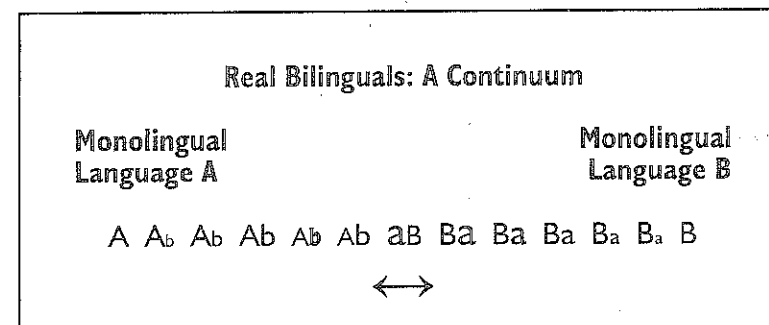 Real Bilinguals: A Continuum
Monolingual Language A
Monolingual Language B
A Ab Ab Ab Ab Ab aB Ba Ba Ba Ba Ba B